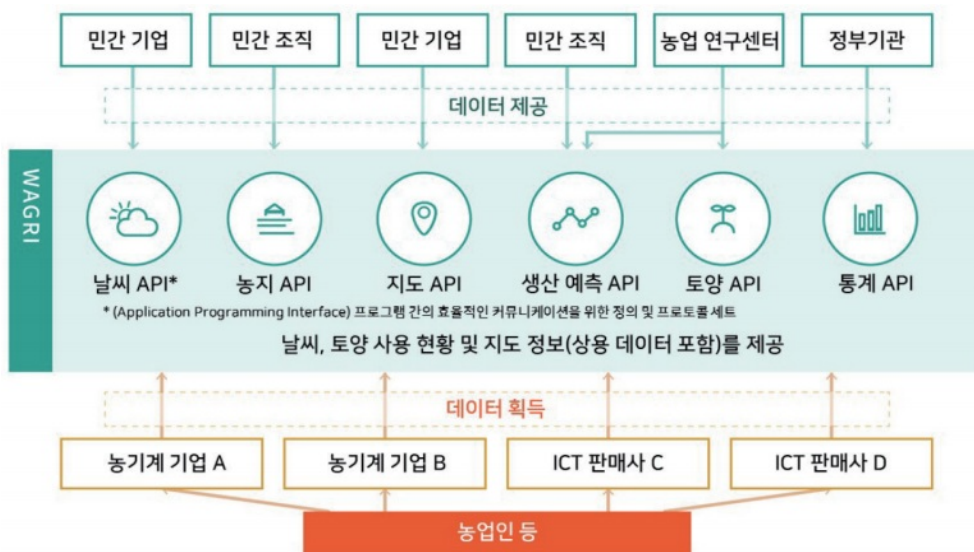 민간 기업
민간 조직
민간 기업
민간 조직
농업 연구센터
정부기관
데이터 제공
WAGRI
날씨 API*
농지 API
지도 API
생산 예측 API
토양 API
통계 API
* (Application Programming Interface) 프로그램 간의 효율적인 커뮤니케이션을 위한 정의 및 프로토콜 세트
날씨, 토양 사용 현황 및 지도 정보(상용 데이터 포함)를 제공
데이터 획득
농기계 기업 A
농기계 기업 B
ICT 판매사 C
ICT 판매사 D
농업인 등